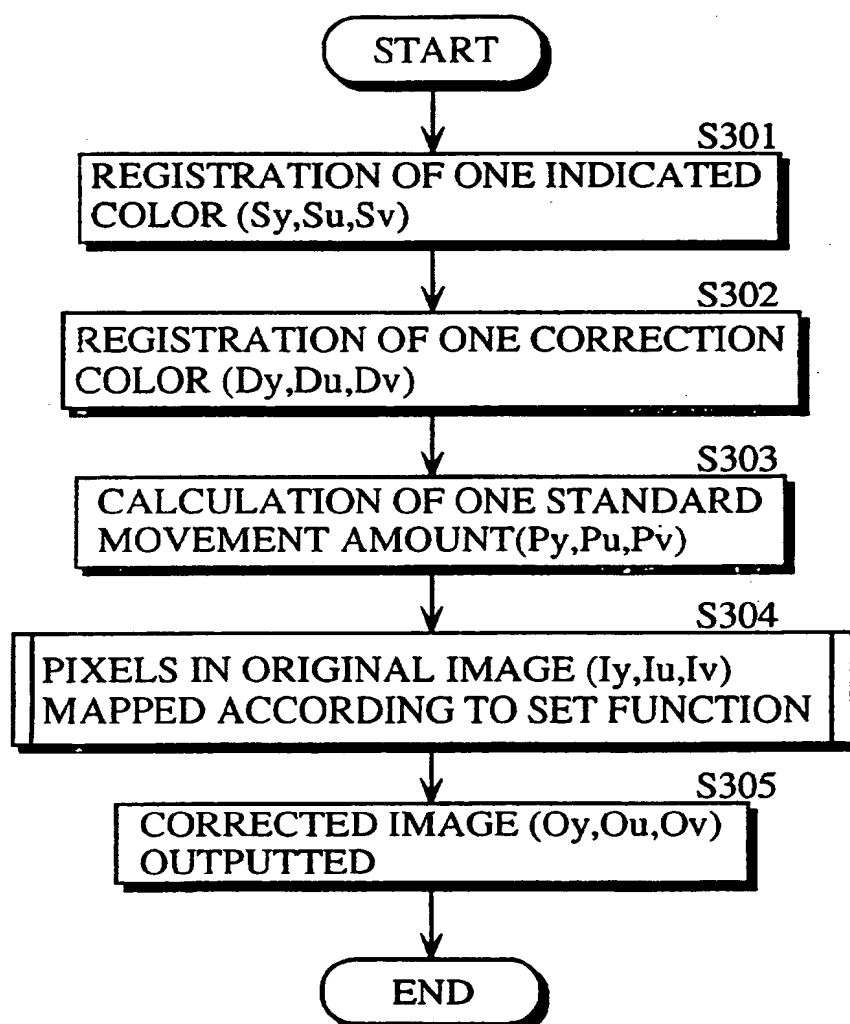 START
S301
REGISTRATION OF ONE INDICATED
COLOR (Sy,Su,Sv)
S302
REGISTRATION OF ONE CORRECTION
COLOR (Dy,Du,Dv)
S303
CALCULATION OF ONE STANDARD
MOVEMENT AMOUNT(Py,Pu,Pv)
S304
PIXELS IN ORIGINAL IMAGE (Iy,Iu,Iv)
MAPPED ACCORDING TO SET FUNCTION
S305
CORRECTED IMAGE (Oy,Ou,Ov)
OUTPUTTED
END